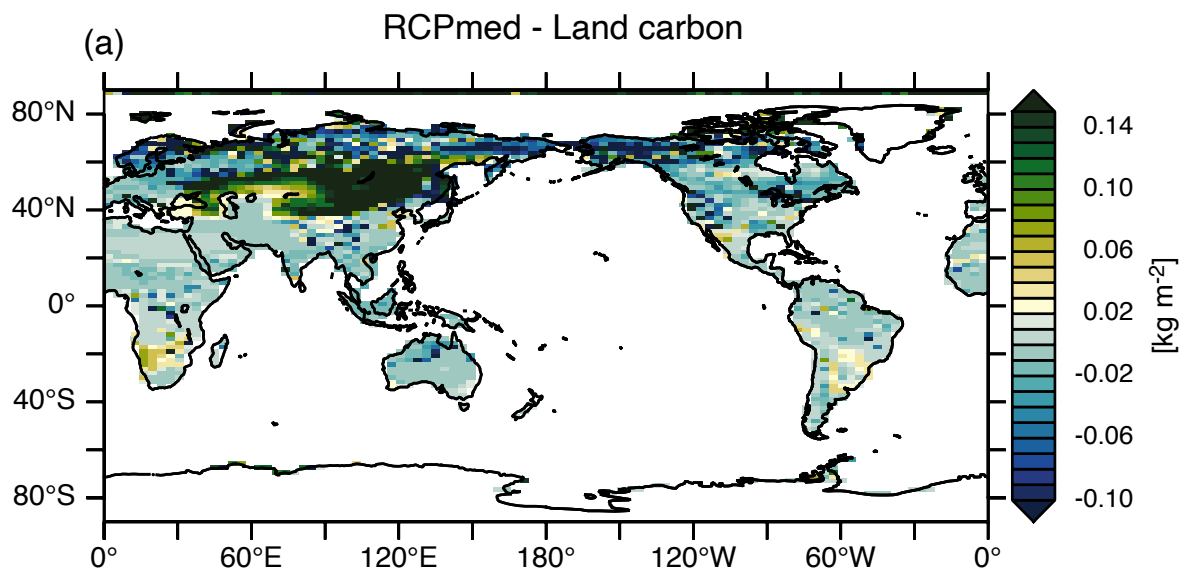 RCPmed - Land carbon
(a)
80°N
40°N
0°
40°S
80°S
0°
60°E
120°E
180°
120°W
60°W
0°
0.14
0.10
0.06
0.02
-0.02
-0.06
-0.10
[kg m⁻²]